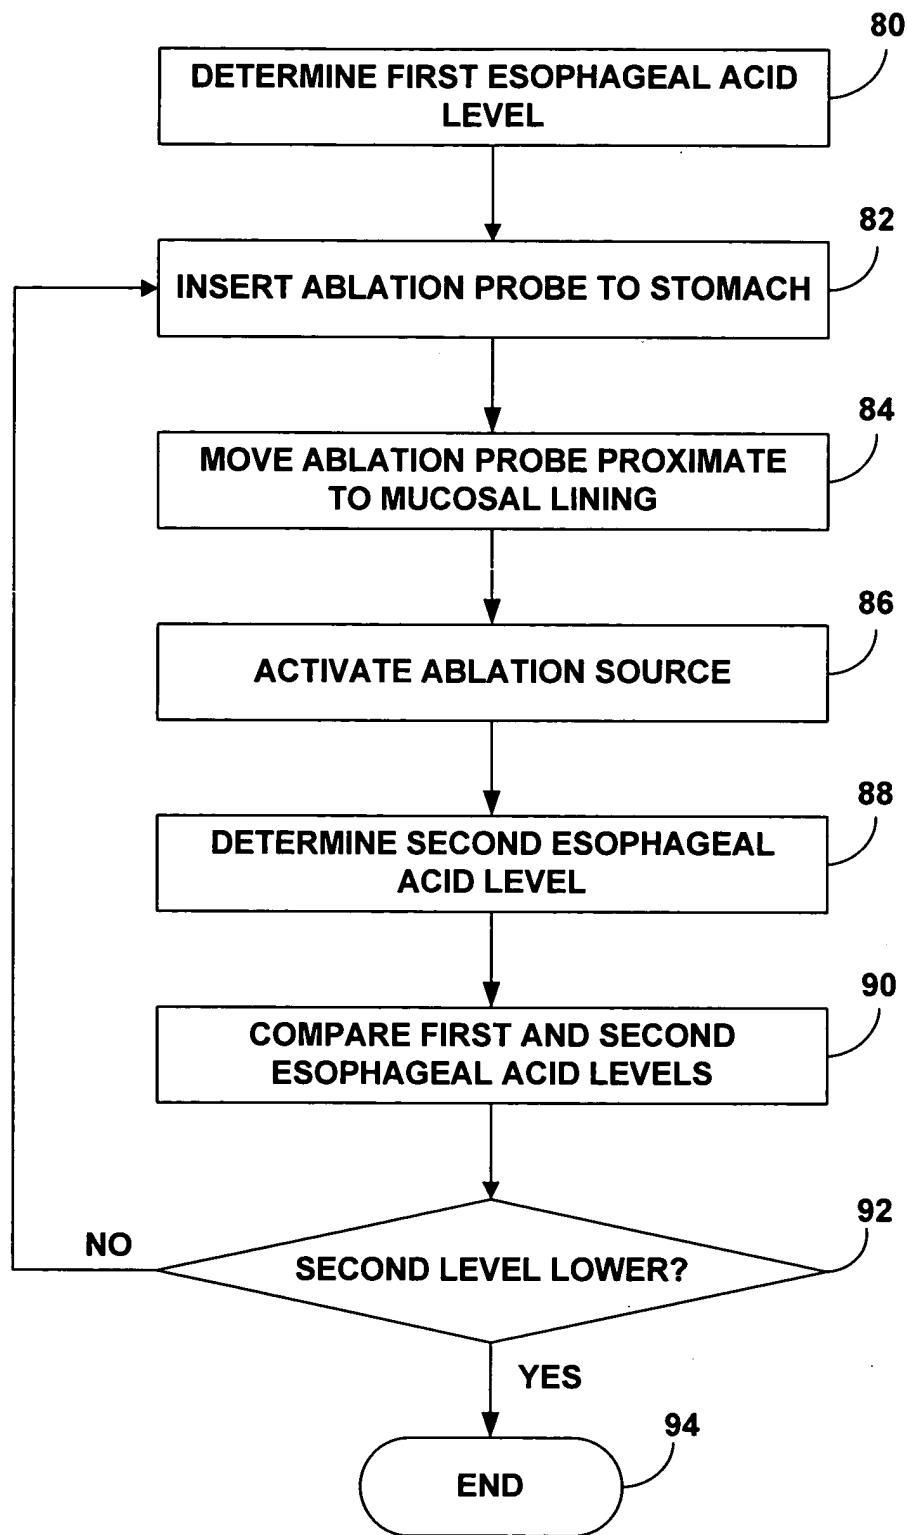 80
DETERMINE FIRST ESOPHAGEAL ACID
LEVEL
82
INSERT ABLATION PROBE TO STOMACH
84
MOVE ABLATION PROBE PROXIMATE
TO MUCOSAL LINING
86
ACTIVATE ABLATION SOURCE
88
DETERMINE SECOND ESOPHAGEAL
ACID LEVEL
90
COMPARE FIRST AND SECOND
ESOPHAGEAL ACID LEVELS
92
NO
SECOND LEVEL LOWER?
YES
94
END